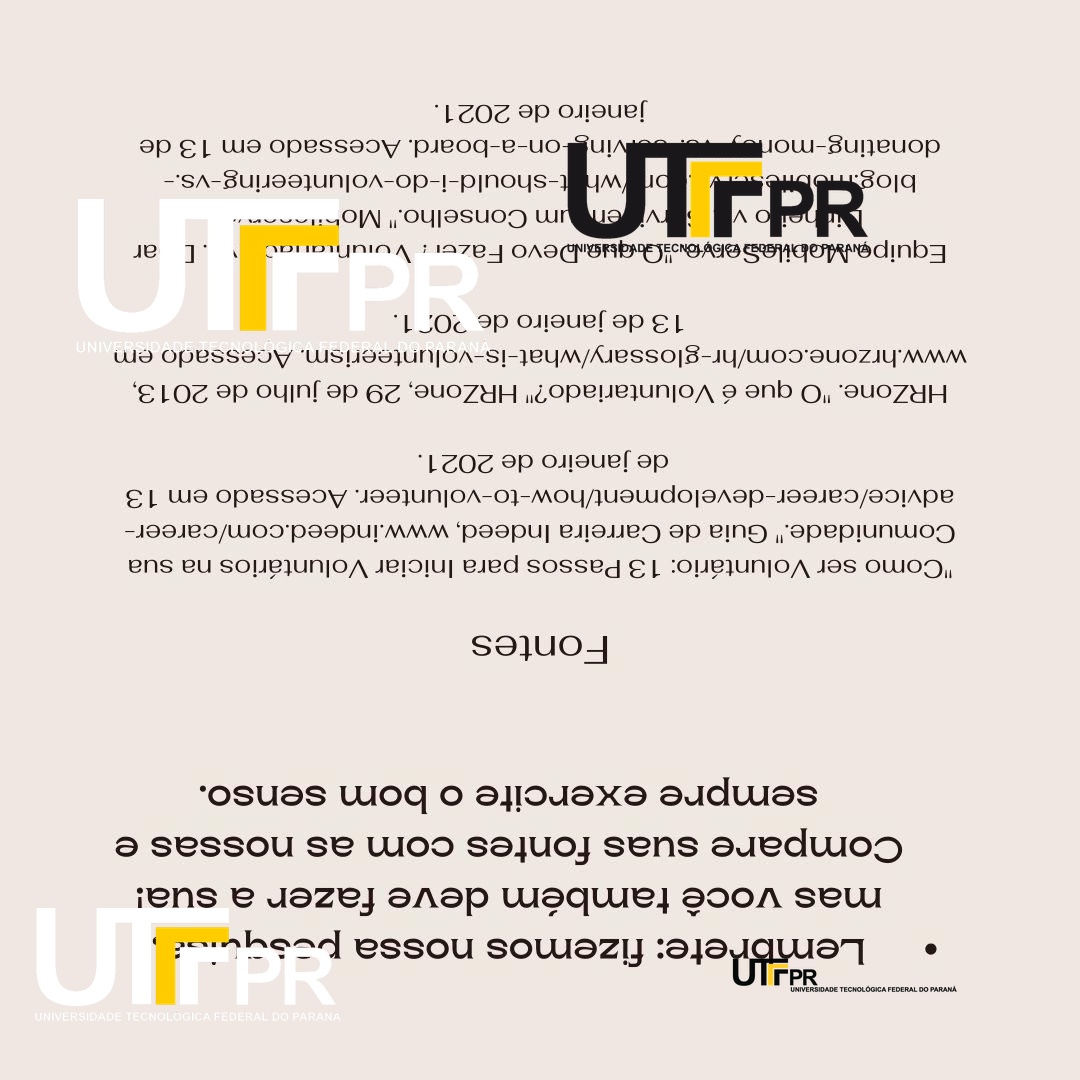 • Lembrete: fizemos nossa pesquisa,
mas você também deve fazer a sua!
Compare suas fontes com as nossas e
sempre exercite o bom senso.
Fontes
"Como ser Voluntário: 13 Passos para Iniciar Voluntários na sua
Comunidade." Guia de Carreira Indeed, www.indeed.com/career-
advice/career-development/how-to-volunteer. Acessado em 13
de janeiro de 2021.
HRZone. "O que é Voluntariado?" HRZone, 29 de julho de 2013,
www.hrzone.com/hr-glossary/what-is-volunteerism. Acessado em
13 de janeiro de 2021.
Equipe MobileServe. "O que Devo Fazer? Voluntariado vs. Doar
Dinheiro vs. Servir em um Conselho." MobileServe,
blog.mobileserve.com/what-should-i-do-volunteering-vs.-
donating-money-vs.-serving-on-a-board. Acessado em 13 de
janeiro de 2021.
UTFPR
UNIVERSIDADE TECNOLÓGICA FEDERAL DO PARANÁ
UTFPR
UNIVERSIDADE TECNOLÓGICA FEDERAL DO PARANÁ
UTFPR
UNIVERSIDADE TECNOLÓGICA FEDERAL DO PARANÁ
UTFPR
UNIVERSIDADE TECNOLÓGICA FEDERAL DO PARANÁ